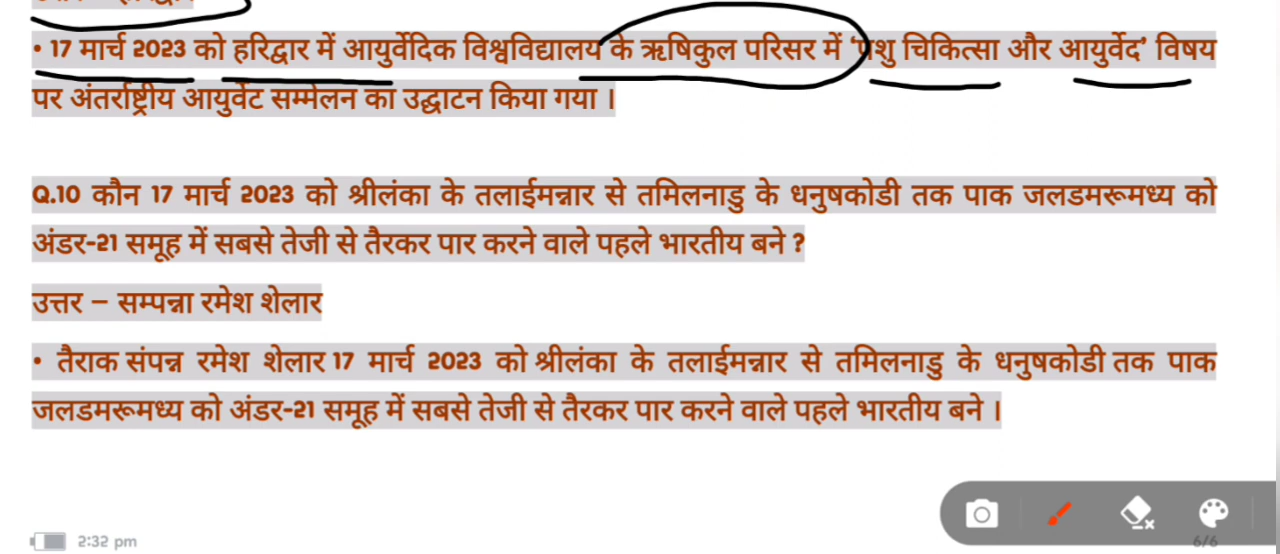 • 17 मार्च 2023 को हरिद्वार में आयुर्वेदिक विश्वविद्यालय के ऋषिकुल परिसर में चिकित्सा और आयुर्वेद’ विषय
पर अंतर्राष्ट्रीय आयुर्वेट सम्मेलन का उद्घाटन किया गया ।
Q.10 कौन 17 मार्च 2023 को श्रीलंका के तलाईमन्नार से तमिलनाडु के धनुषकोडी तक पाक जलडमरूमध्य को
अंडर-21 समूह में सबसे तेजी से तैरकर पार करने वाले पहले भारतीय बने ?
उत्तर – सम्पन्ना रमेश शेलार
• तैराक संपन्न रमेश शेलार 17 मार्च 2023 को श्रीलंका के तलाईमन्नार से तमिलनाडु के धनुषकोडी तक पाक
जलडमरूमध्य को अंडर-21 समूह में सबसे तेजी से तैरकर पार करने वाले पहले भारतीय बने ।
6/6
2:32 pm